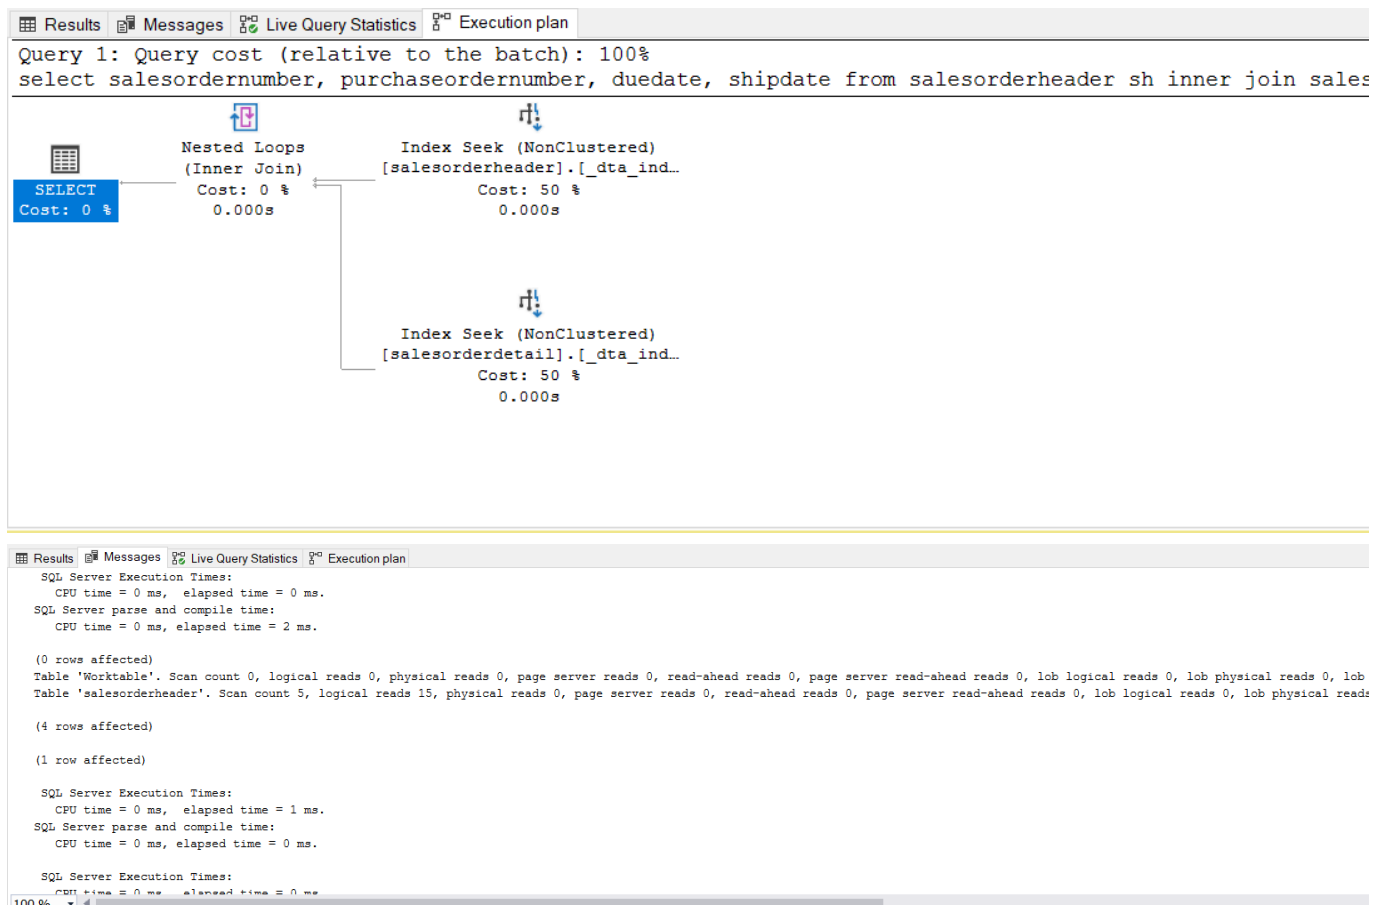 Results Messages Live Query Statistics Execution plan
Query 1: Query cost (relative to the batch): 100%
select salesordernumber, purchaseordernumber, duedate, shipdate from salesorderheader sh inner join sales
SELECT
Cost: 0 %
Nested Loops
(Inner Join)
Cost: 0 %
0.000s
Index Seek (NonClustered)
[salesorderheader].[_dta_ind…
Cost: 50 %
0.000s
Index Seek (NonClustered)
[salesorderdetail].[_dta_ind…
Cost: 50 %
0.000s
Results Messages Live Query Statistics Execution plan
SQL Server Execution Times:
CPU time = 0 ms, elapsed time = 0 ms.
SQL Server parse and compile time:
CPU time = 0 ms, elapsed time = 2 ms.
(0 rows affected)
Table 'Worktable'. Scan count 0, logical reads 0, physical reads 0, page server reads 0, read-ahead reads 0, page server read-ahead reads 0, lob logical reads 0, lob physical reads 0, lob
Table 'salesorderheader'. Scan count 5, logical reads 15, physical reads 0, page server reads 0, read-ahead reads 0, page server read-ahead reads 0, lob logical reads 0, lob physical reads
(4 rows affected)
(1 row affected)
SQL Server Execution Times:
CPU time = 0 ms, elapsed time = 1 ms.
SQL Server parse and compile time:
CPU time = 0 ms, elapsed time = 0 ms.
SQL Server Execution Times:
CPU time = 0 ms, elapsed time = 0 ms.
100 %